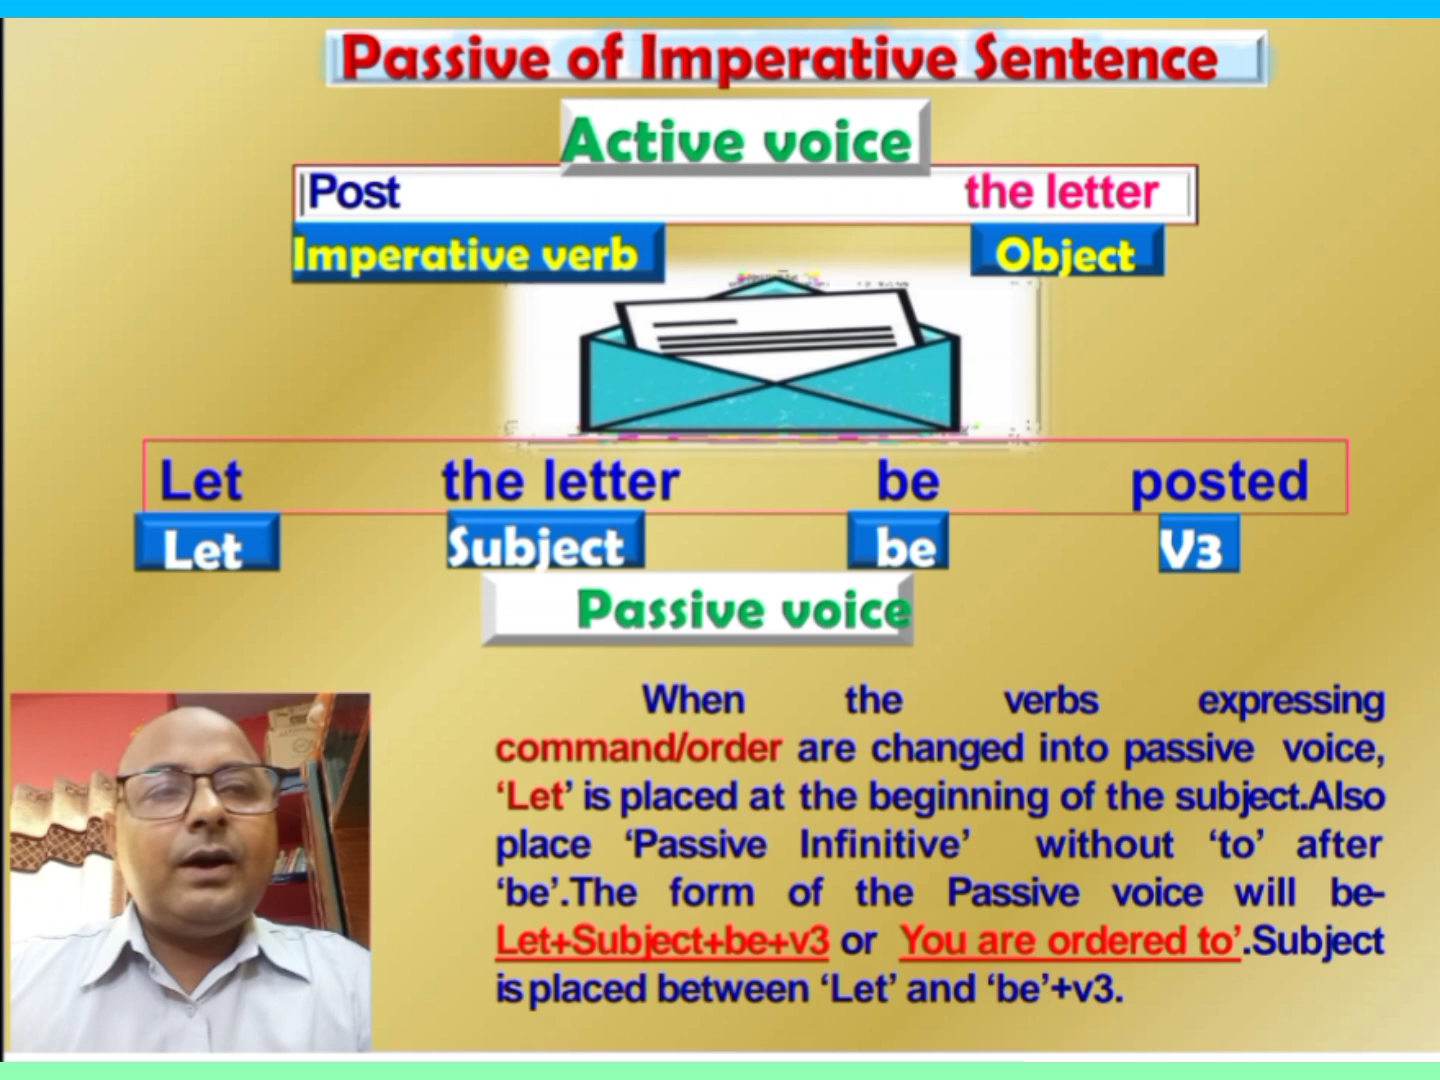 Passive of Imperative Sentence
Active voice
Post the letter
Imperative verb Object
Let the letter be posted
Let Subject be V3
Passive voice
When the verbs expressing
command/order are changed into passive voice,
‘Let’ is placed at the beginning of the subject.Also
place ‘Passive Infinitive’ without ‘to’ after
‘be’.The form of the Passive voice will be-
Let+Subject+be+v3 or You are ordered to’.Subject
is placed between ‘Let’ and ‘be’+v3.